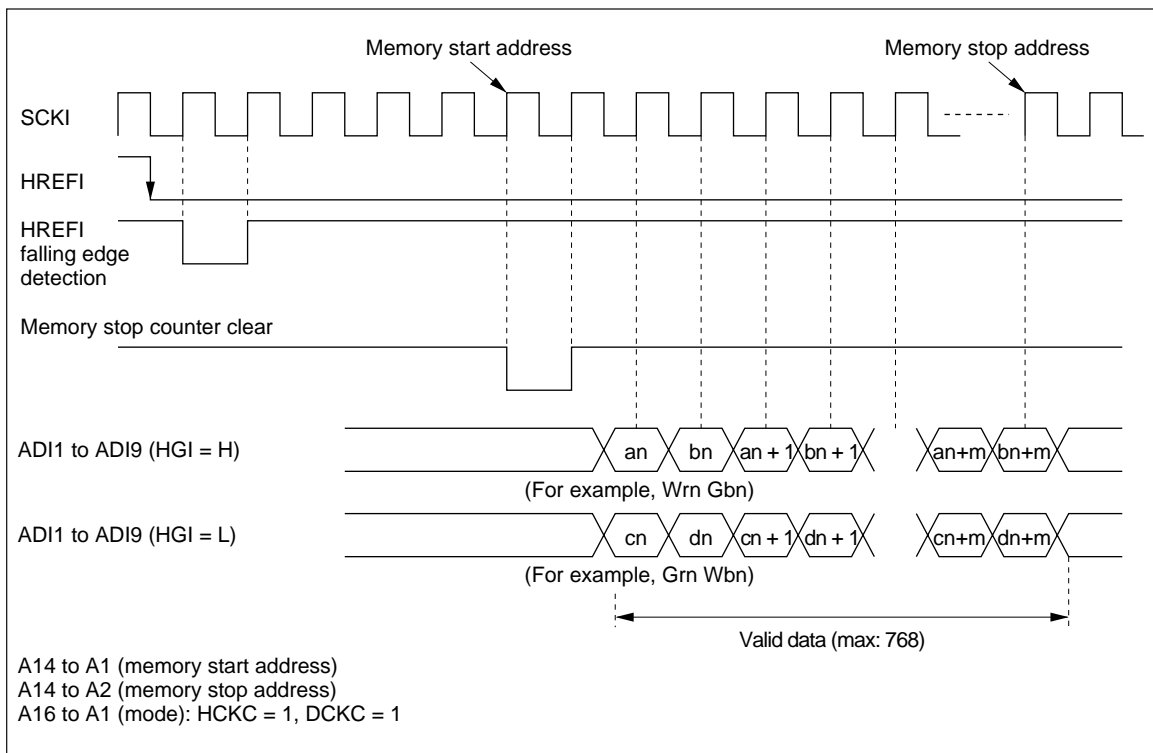 Memory start address
Memory stop address
SCKI
HREFI
HREFI
falling edge
detection
Memory stop counter clear
ADI1 to ADI9 (HGI = H)
an bn an + 1 bn + 1 an+m bn+m
(For example, Wrn Gbn)
ADI1 to ADI9 (HGI = L)
cn dn cn + 1 dn + 1 cn+m dn+m
(For example, Grn Wbn)
Valid data (max: 768)
A14 to A1 (memory start address)
A14 to A2 (memory stop address)
A16 to A1 (mode): HCKC = 1, DCKC = 1